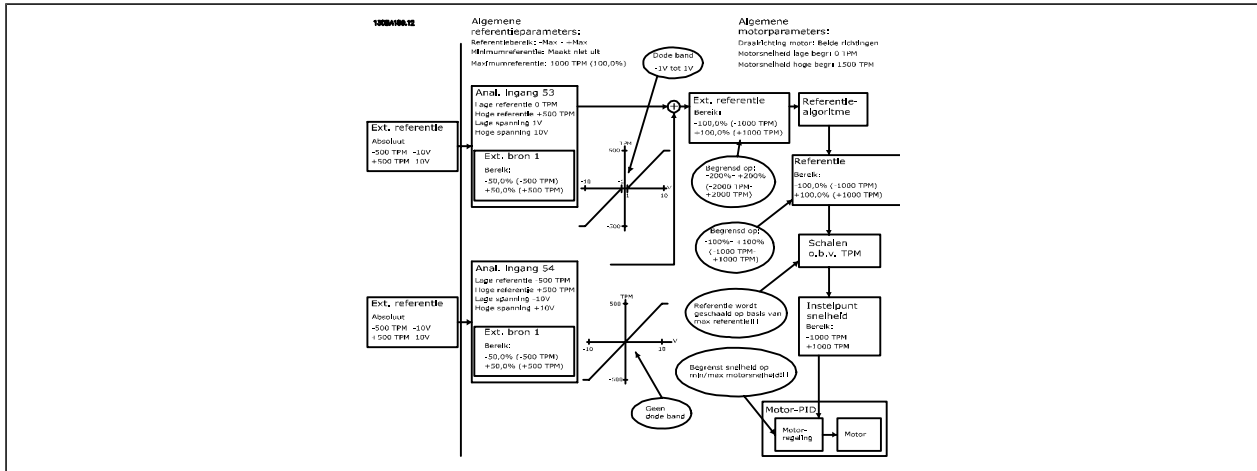 130BA188.12
Algemene
referentieparameters:
Referentiebereik: -Max - +Max
Minimumreferentie: Maakt niet uit
Maximumreferentie: 1000 TPM (100,0%)
Algemene
motorparameters:
Draairichting motor: Beide richtingen
Motorsnelheid lage begr: 0 TPM
Motorsnelheid hoge begr: 1500 TPM
Dode band
-1V tot 1V
Ext. referentie
Absoluut
-500 TPM -10V
+500 TPM 10V
Anal. Ingang 53
Lage referentie 0 TPM
Hoge referentie +500 TPM
Lage spanning 1V
Hoge spanning 10V
Ext. bron 1
Bereik:
-50,0% (-500 TPM)
+50,0% (+500 TPM)
TPM
500
-10
-1
1
10
V
-500
Ext. referentie
Bereik:
-100,0% (-1000 TPM)
+100,0% (+1000 TPM)
Referentie-
algoritme
Begrensd op:
-200%- +200%
(-2000 TPM-
+2000 TPM)
Referentie
Bereik:
-100,0% (-1000 TPM)
+100,0% (+1000 TPM)
Begrensd op:
-100%- +100%
(-1000 TPM-
+1000 TPM)
Schalen
o.b.v. TPM
Ext. referentie
Absoluut
-500 TPM -10V
+500 TPM 10V
Anal. Ingang 54
Lage referentie -500 TPM
Hoge referentie +500 TPM
Lage spanning -10V
Hoge spanning +10V
Ext. bron 1
Bereik:
-50,0% (-500 TPM)
+50,0% (+500 TPM)
TPM
500
-10
10
V
-500
Geen
dode band
Referentie wordt
geschaald op basis van
max referentie!!!
Instelpunt
snelheid
Bereik:
-1000 TPM
+1000 TPM
Begrenst snelheid op
min/max motorsnelheid!!!
Motor-PID
Motor-
regeling
Motor